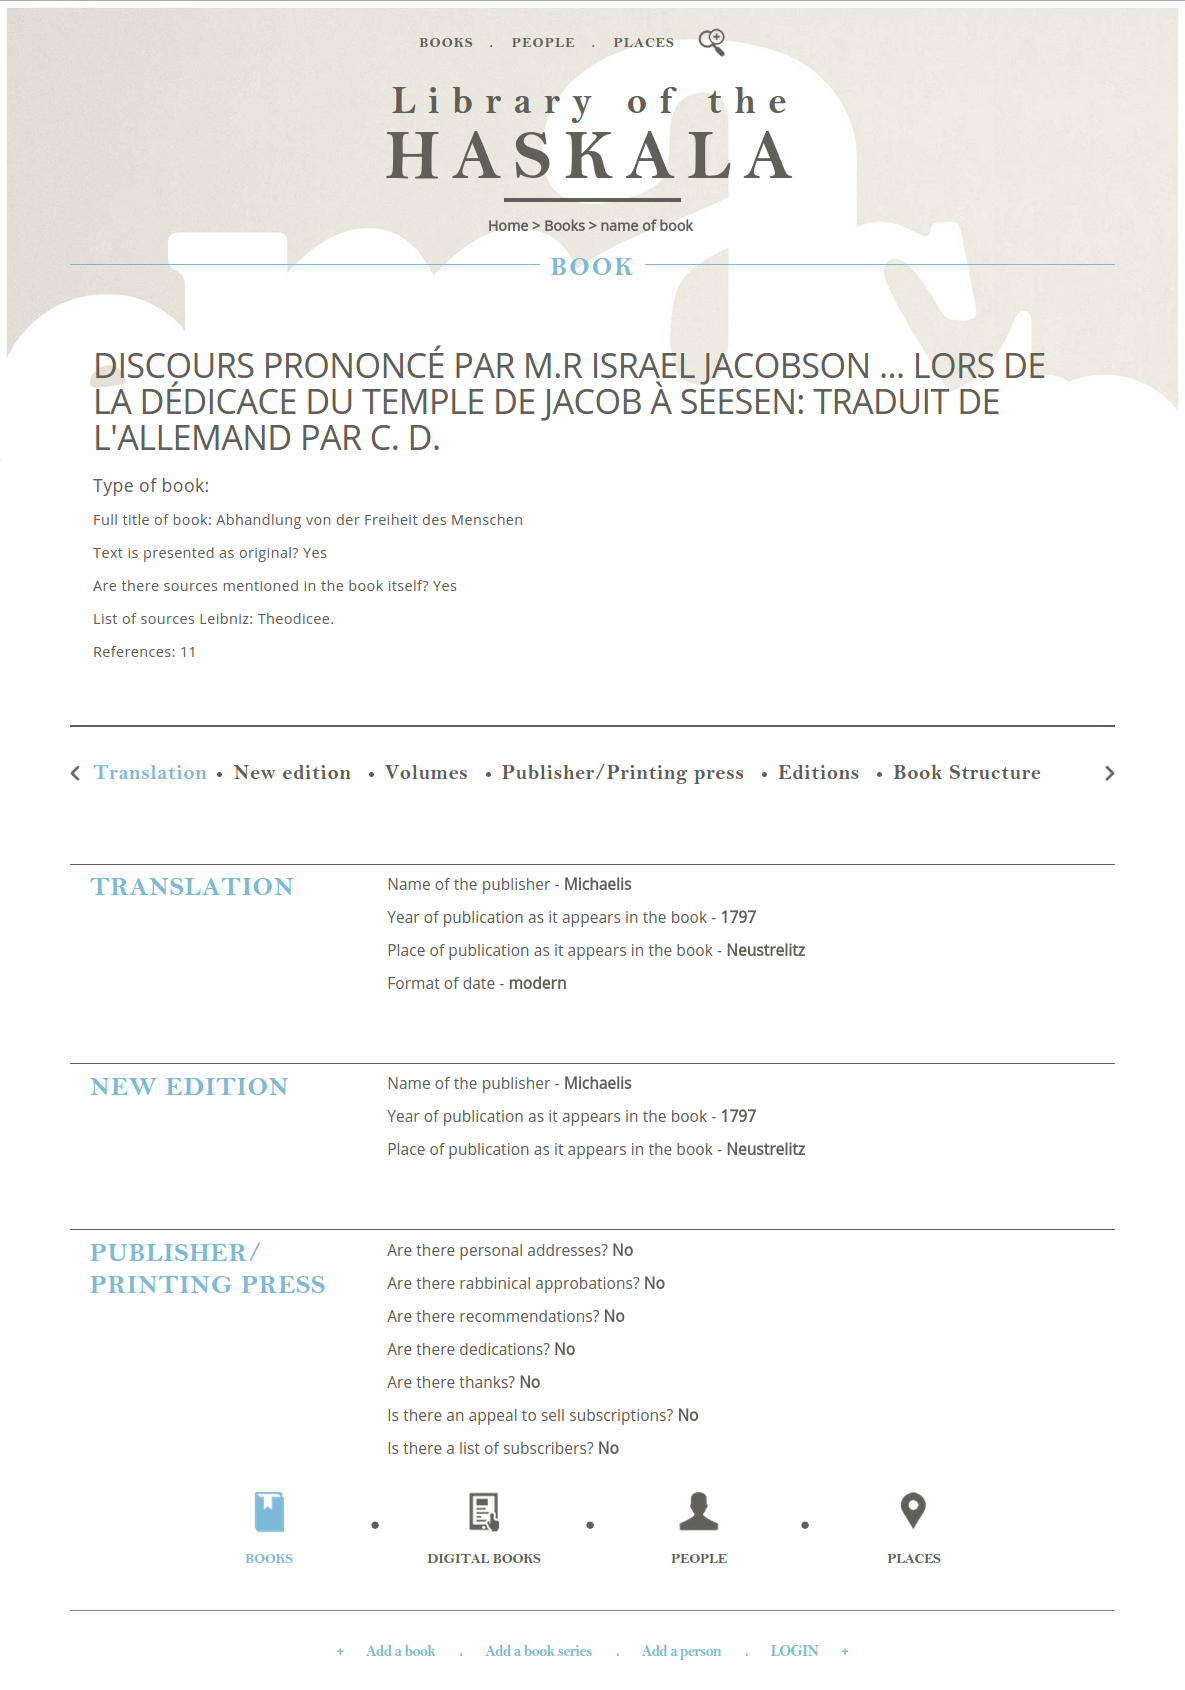 BOOKS . PEOPLE . PLACES
Library of the
HASKALA
Home > Books > name of book
BOOK
DISCOURS PRONONCÉ PAR M.R ISRAEL JACOBSON ... LORS DE
LA DÉDICACE DU TEMPLE DE JACOB À SEESEN: TRADUIT DE
L'ALLEMAND PAR C. D.
Type of book:
Full title of book: Abhandlung von der Freiheit des Menschen
Text is presented as original? Yes
Are there sources mentioned in the book itself? Yes
List of sources Leibniz: Theodicee.
References: 11
Translation • New edition • Volumes • Publisher/Printing press • Editions • Book Structure
TRANSLATION
Name of the publisher - Michaelis
Year of publication as it appears in the book - 1797
Place of publication as it appears in the book - Neustrelitz
Format of date - modern
NEW EDITION
Name of the publisher - Michaelis
Year of publication as it appears in the book - 1797
Place of publication as it appears in the book - Neustrelitz
PUBLISHER/
PRINTING PRESS
Are there personal addresses? No
Are there rabbinical approbations? No
Are there recommendations? No
Are there dedications? No
Are there thanks? No
Is there an appeal to sell subscriptions? No
Is there a list of subscribers? No
BOOKS • DIGITAL BOOKS • PEOPLE • PLACES
+ Add a book . Add a book series . Add a person . LOGIN +